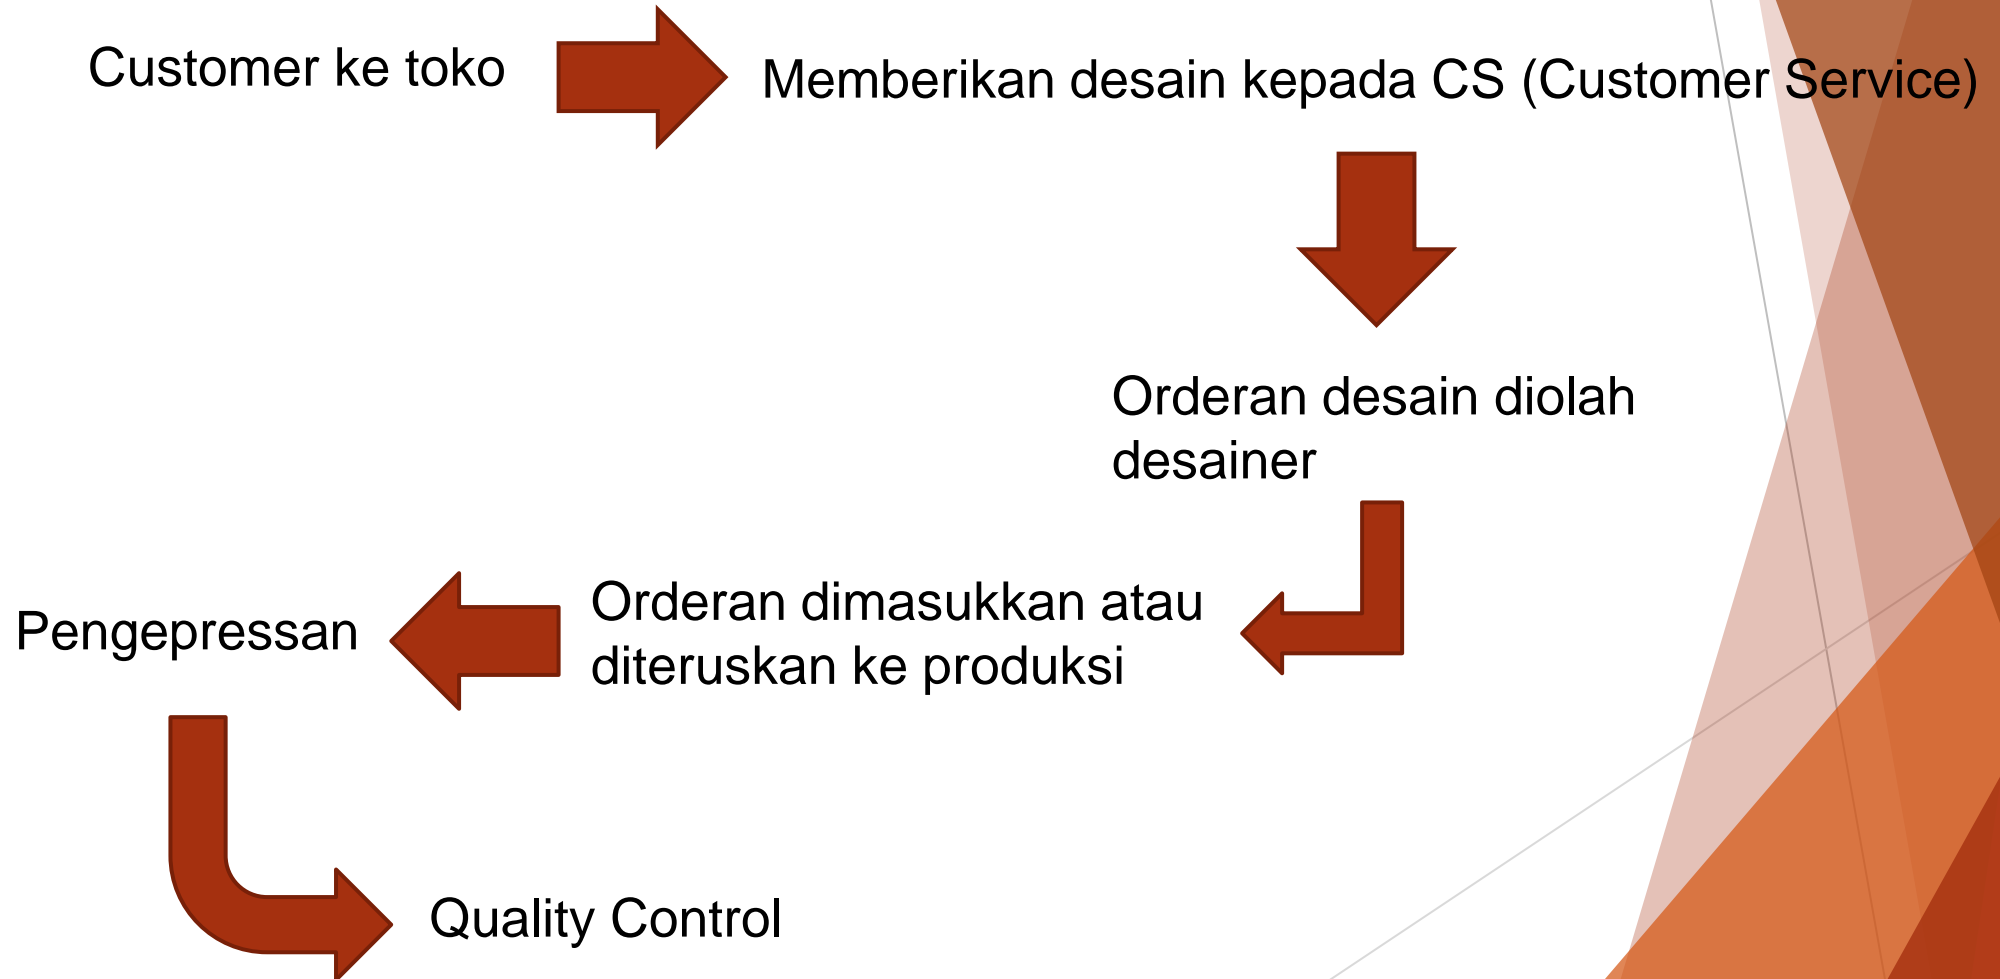 Customer ke toko
Memberikan desain kepada CS (Customer Service)
Orderan desain diolah
desainer
Orderan dimasukkan atau
diteruskan ke produksi
Pengepressan
Quality Control